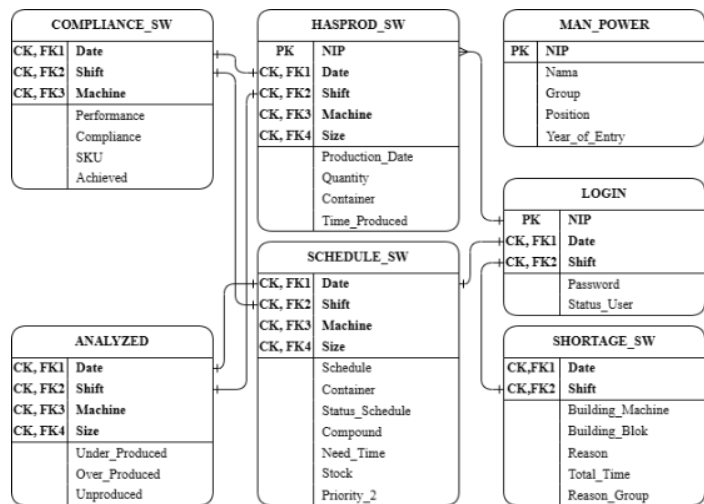 COMPLIANCE_SW
CK, FK1 Date
CK, FK2 Shift
CK, FK3 Machine
Performance
Compliance
SKU
Achieved
HASPROD_SW
PK NIP
CK, FK1 Date
CK, FK2 Shift
CK, FK3 Machine
CK, FK4 Size
Production_Date
Quantity
Container
Time_Produced
MAN_POWER
PK NIP
Nama
Group
Position
Year_of_Entry
LOGIN
PK NIP
CK, FK1 Date
CK, FK2 Shift
Password
Status_User
SCHEDULE_SW
CK, FK1 Date
CK, FK2 Shift
CK, FK3 Machine
CK, FK4 Size
Schedule
Container
Status_Schedule
Compound
Need_Time
Stock
Priority_2
ANALYZED
CK, FK1 Date
CK, FK2 Shift
CK, FK3 Machine
CK, FK4 Size
Under_Produced
Over_Produced
Unproduced
SHORTAGE_SW
CK,FK1 Date
CK,FK2 Shift
Building_Machine
Building_Blok
Reason
Total_Time
Reason_Group